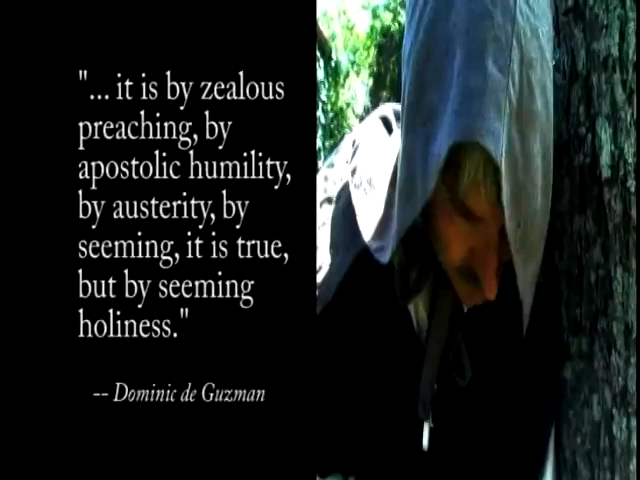 "... it is by zealous
preaching, by
apostolic humility,
by austerity, by
seeming, it is true,
but by seeming
holiness."
-- Dominic de Guzman